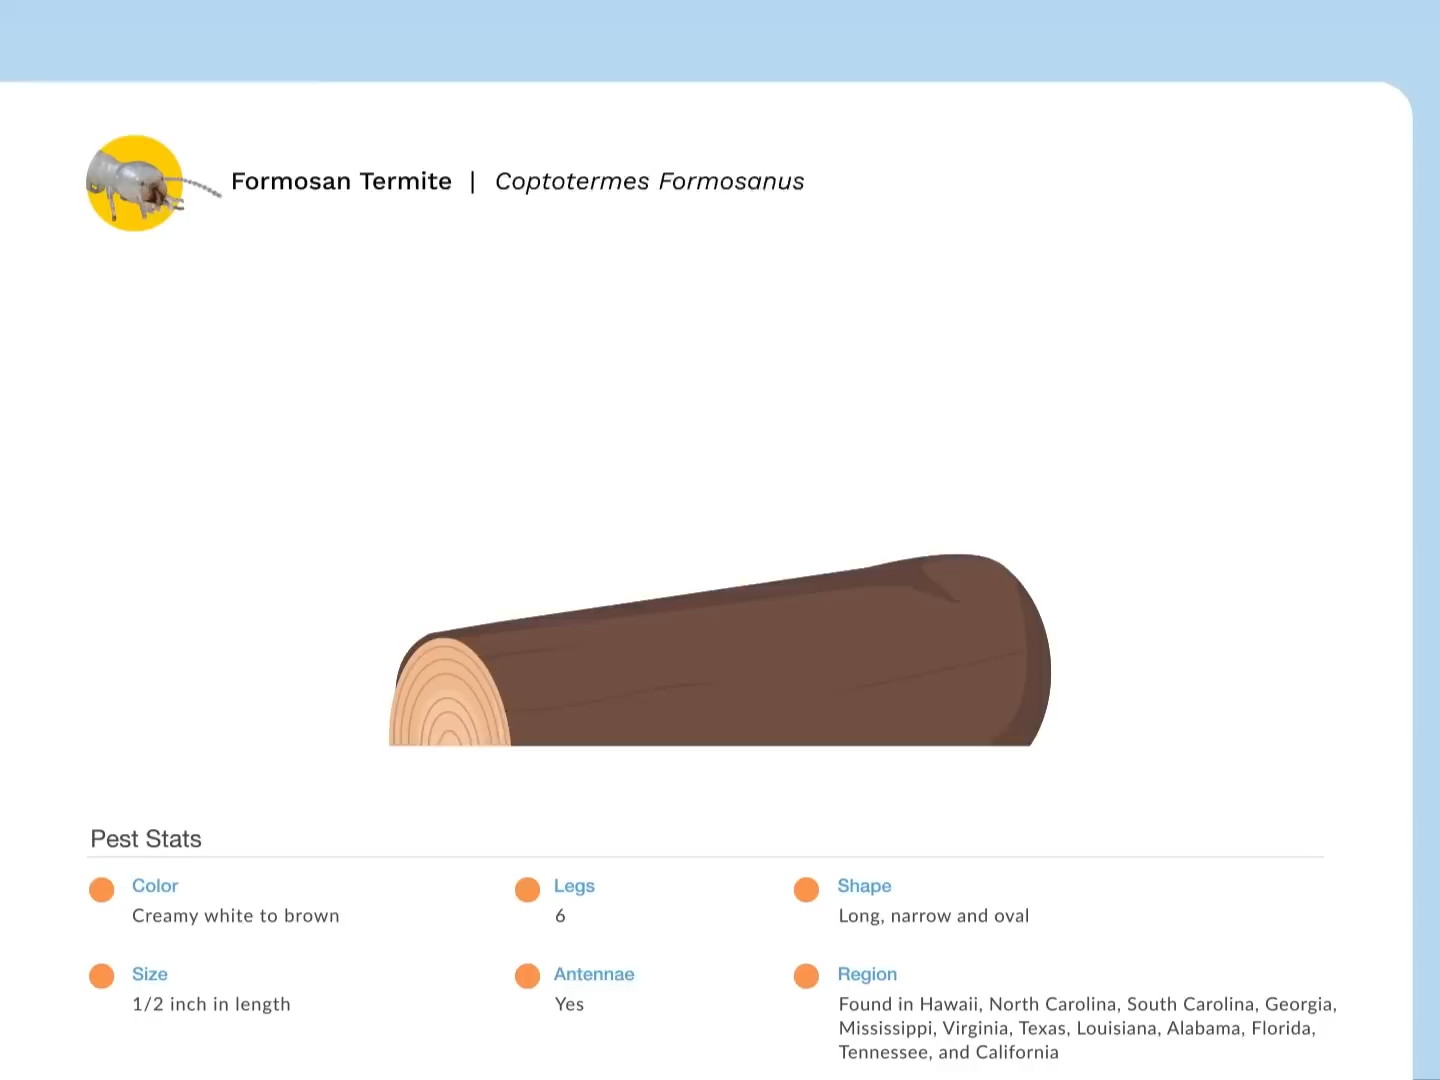 Formosan Termite | Coptotermes Formosanus
Pest Stats
Color
Creamy white to brown
Legs
6
Shape
Long, narrow and oval
Size
1/2 inch in length
Antennae
Yes
Region
Found in Hawaii, North Carolina, South Carolina, Georgia,
Mississippi, Virginia, Texas, Louisiana, Alabama, Florida,
Tennessee, and California